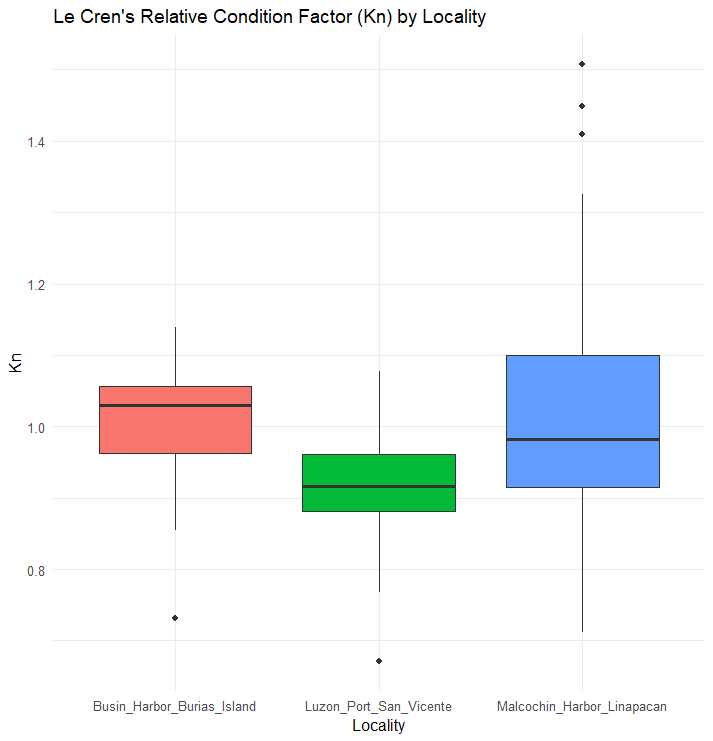 Le Cren's Relative Condition Factor (Kn) by Locality
1.4
1.2
1.0
0.8
Kn
Busin_Harbor_Burias_Island Luzon_Port_San_Vicente Malcochin_Harbor_Linapacan
Locality